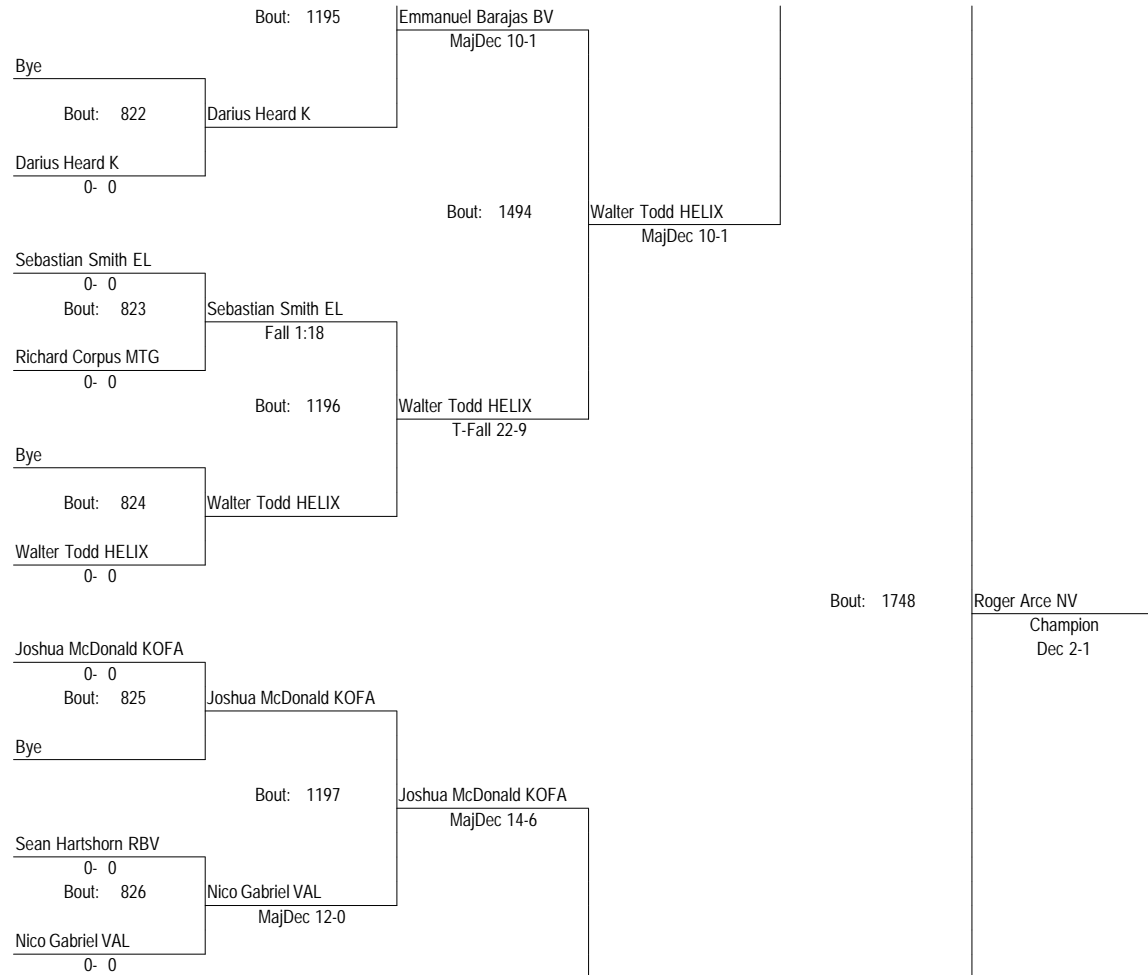 Bout: 1195 Emmanuel Barajas BV
MajDec 10-1
Bye
Bout: 822 Darius Heard K
Darius Heard K
0- 0
Bout: 1494 Walter Todd HELIX
MajDec 10-1
Sebastian Smith EL
0- 0
Bout: 823 Sebastian Smith EL
Fall 1:18
Richard Corpus MTG
0- 0
Bout: 1196 Walter Todd HELIX
T-Fall 22-9
Bye
Bout: 824 Walter Todd HELIX
Walter Todd HELIX
0- 0
Bout: 1748 Roger Arce NV
Champion
Dec 2-1
Joshua McDonald KOFA
0- 0
Bout: 825 Joshua McDonald KOFA
Bye
Bout: 1197 Joshua McDonald KOFA
MajDec 14-6
Sean Hartshorn RBV
0- 0
Bout: 826 Nico Gabriel VAL
MajDec 12-0
Nico Gabriel VAL
0- 0